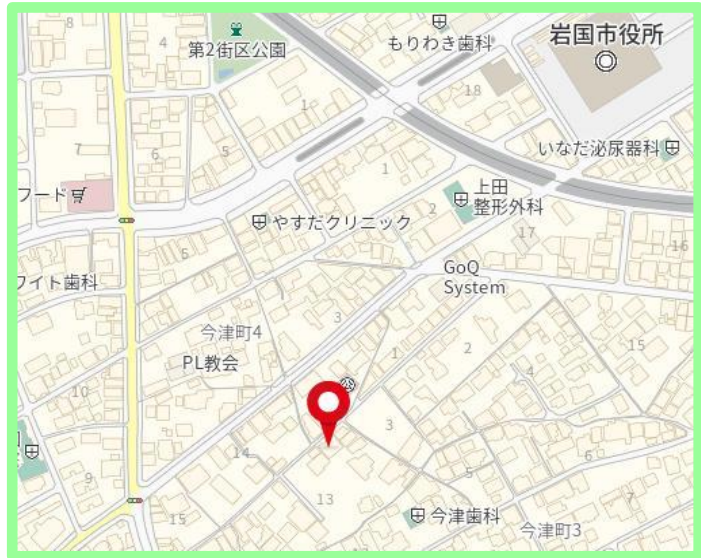 8
4
第2街区公園
もりわき歯科
岩国市役所
18
1
7
6
5
いなだ泌尿器科
1
フード
上田
整形外科
2
やすだクリニック
17
16
5
GoQ
System
ワイト歯科
3
今津町4
1
2
15
PL教会
4
10
3
6
14
5
9
7
13
15
今津歯科
今津町3
13